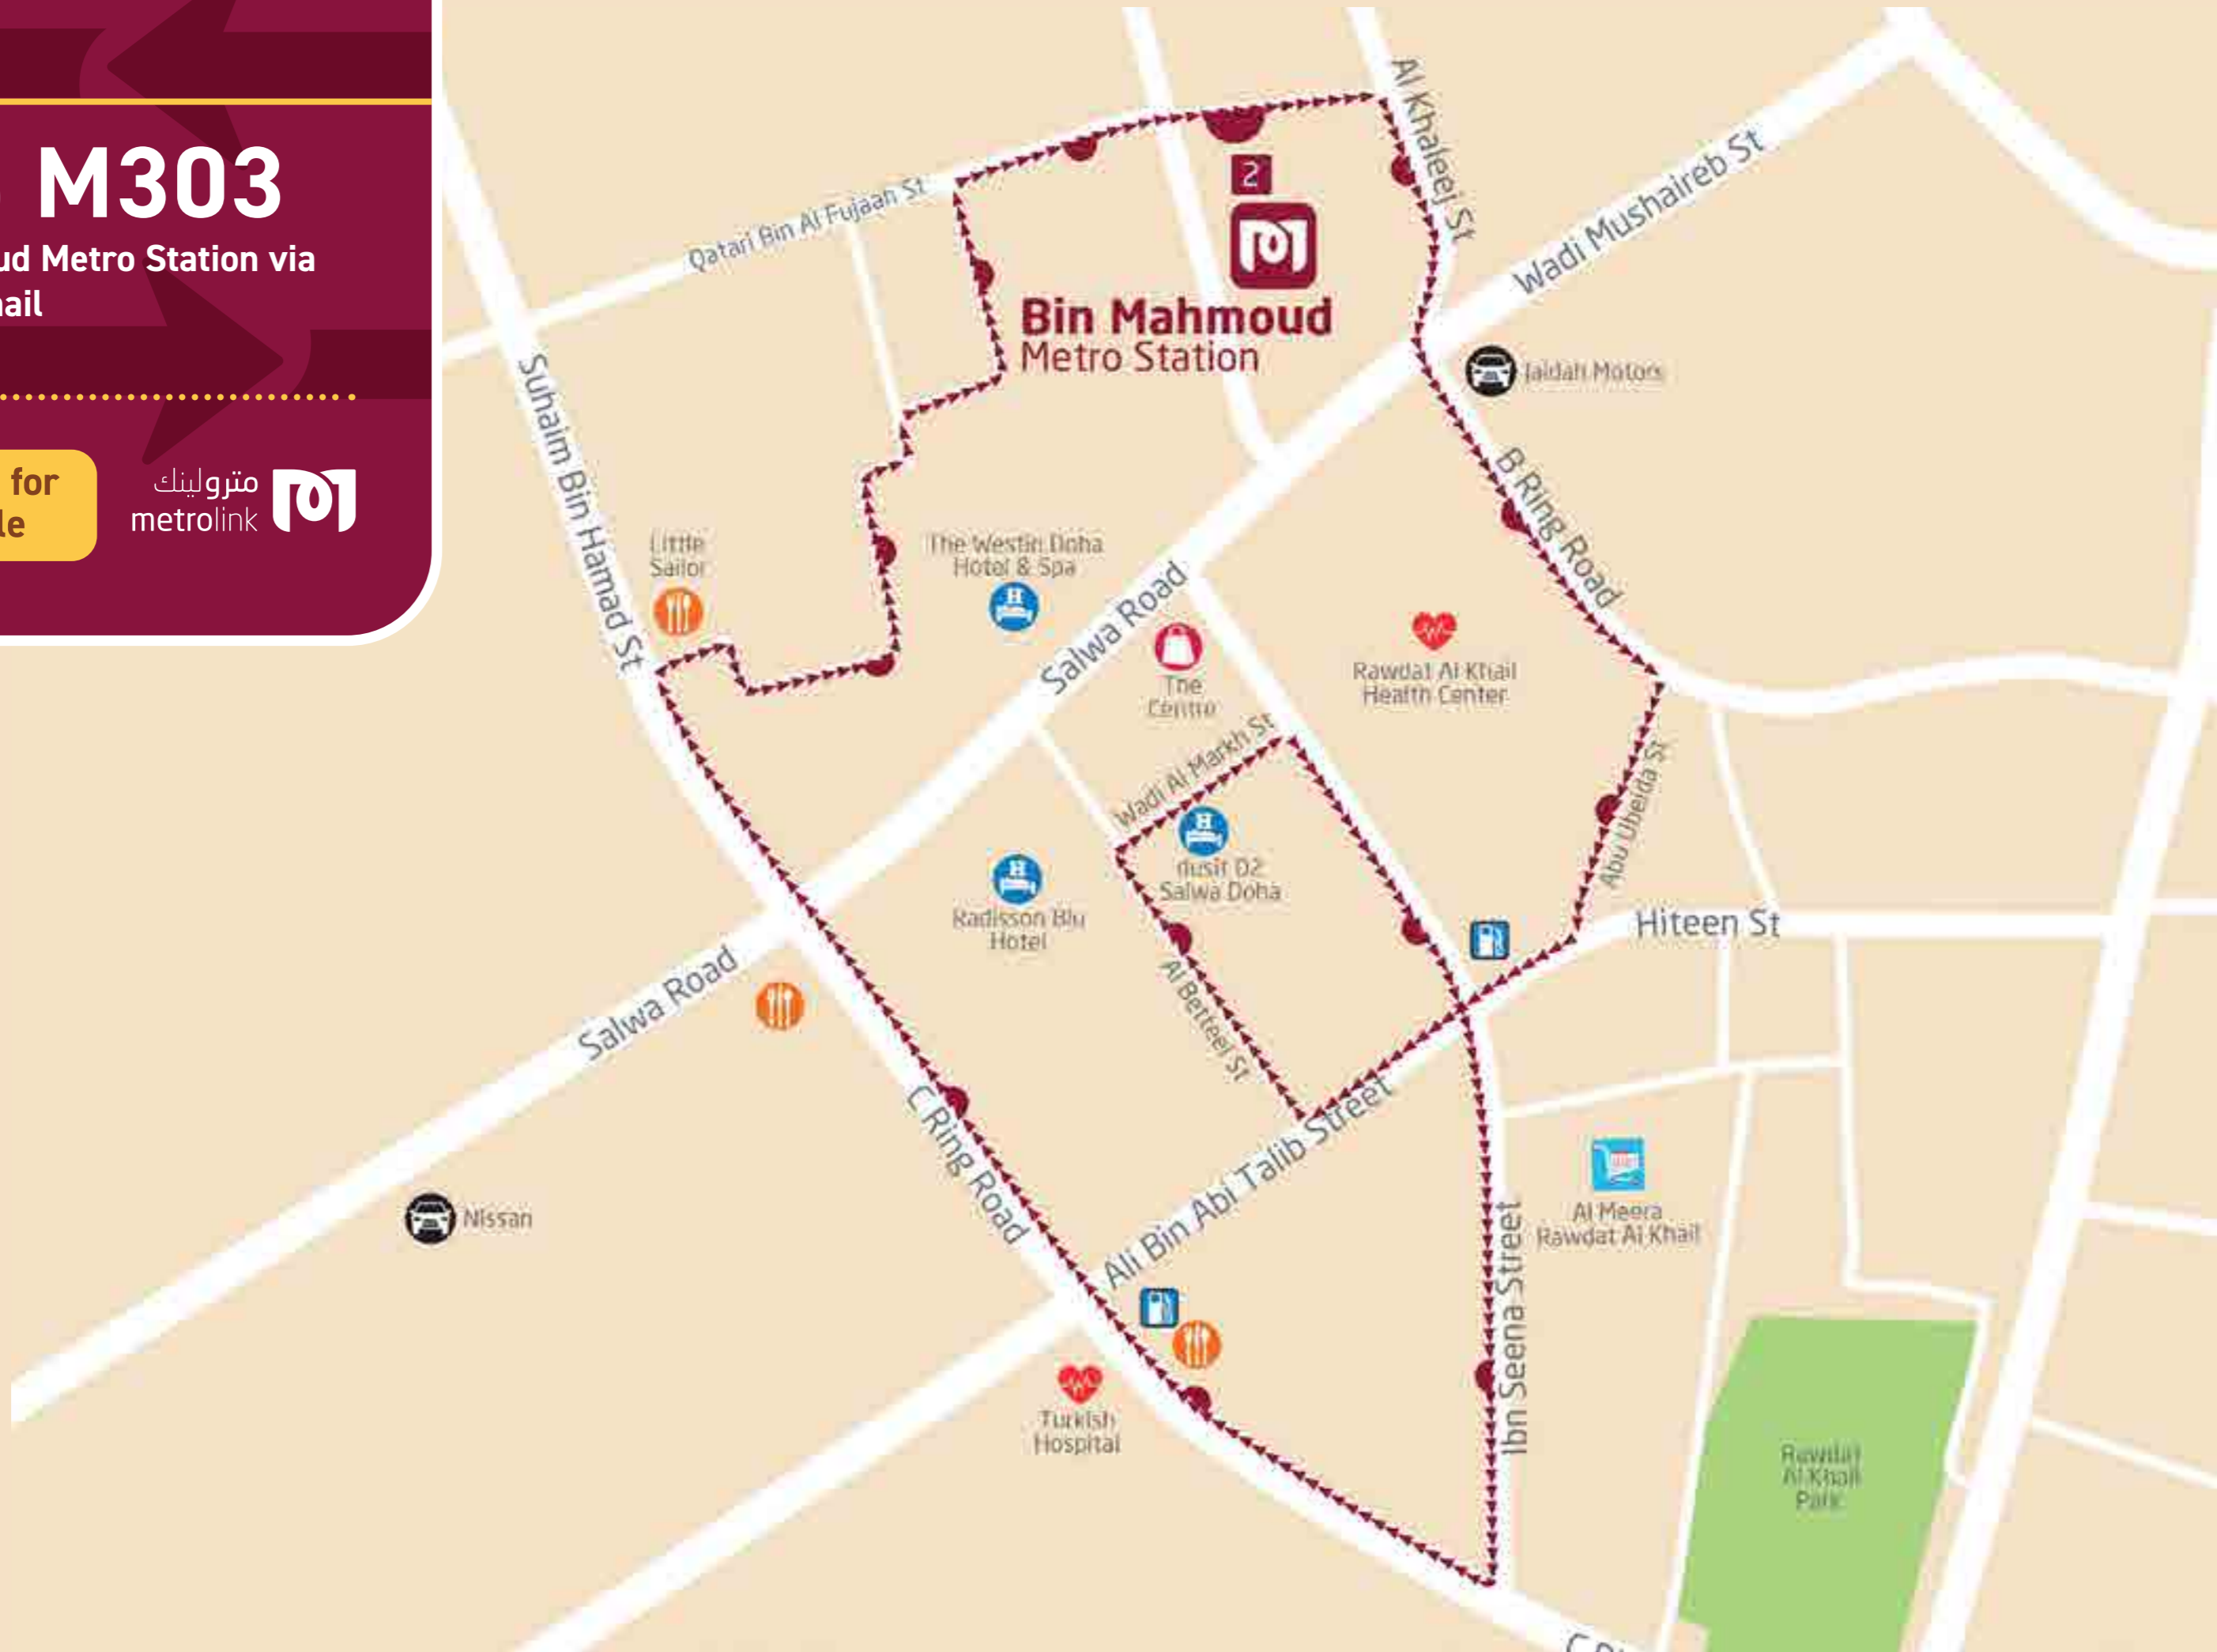 M303
ud Metro Station via
ail
for
le
مترولينك
metrolink
Al Khaleej St
Wadi Mushaireb St
Qatari Bin Al Fujaah St
2
Bin Mahmoud
Metro Station
Jaidah Motors
Suhaim Bin Hamad St
B Ring Road
Little
Sailor
The Westin Doha
Hotel & Spa
H
Salwa Road
The
Centre
Rawdat Al Khail
Health Center
Wadi Al Markh St
Abu Ubeida St
H
dusit D2
Salwa Doha
H
Radisson Blu
Hotel
Hiteen St
Salwa Road
Al Betteel St
C Ring Road
Ali Bin Abi Talib Street
Nissan
Al Meera
Rawdat Al Khail
Ibn Seena Street
Turkish
Hospital
Rawdat
Al Khail
Park